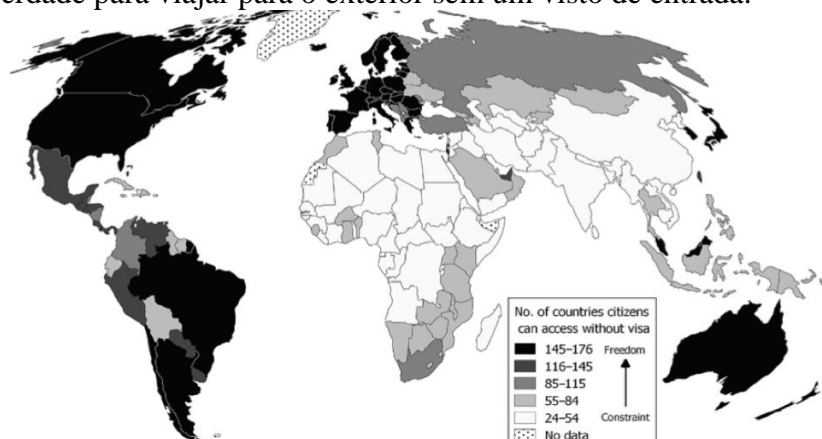 erdade para viajar para o exterior sem um visto de entrada.
No. of countries citizens
can access without visa
145–176 Freedom
116–145
85–115
55–84
24–54 Constraint
No data